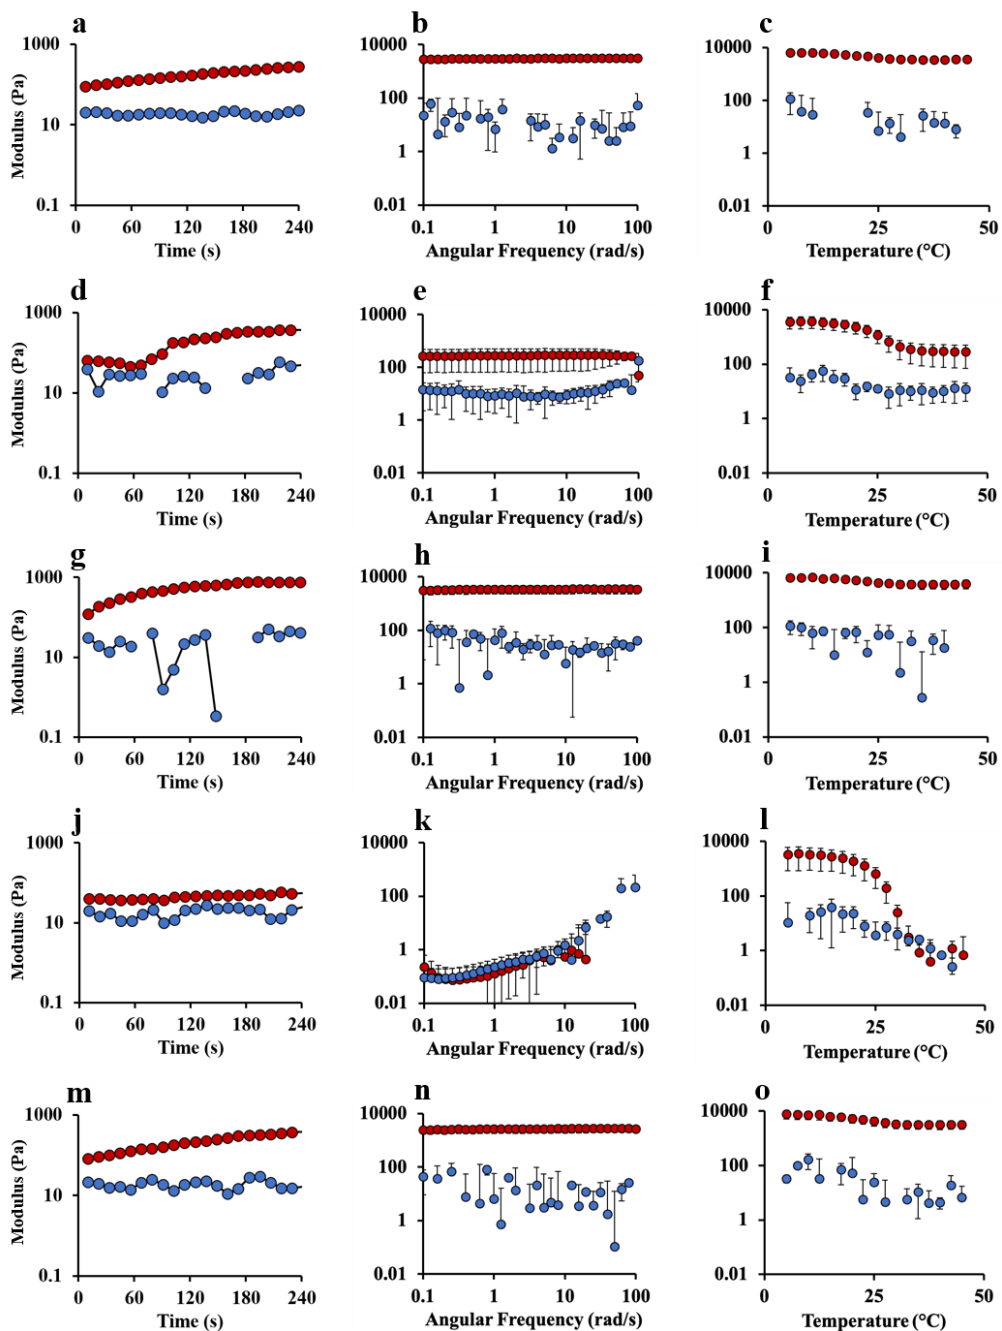 a b c
Modulus (Pa)
1000
10
0.1
0 60 120 180 240
Time (s)
10000
100
1
0.01
0.1 1 10 100
Angular Frequency (rad/s)
10000
100
1
0.01
0 25 50
Temperature (°C)
d e f
Modulus (Pa)
1000
10
0.1
0 60 120 180 240
Time (s)
10000
100
1
0.01
0.1 1 10 100
Angular Frequency (rad/s)
10000
100
1
0.01
0 25 50
Temperature (°C)
g h i
Modulus (Pa)
1000
10
0.1
0 60 120 180 240
Time (s)
10000
100
1
0.01
0.1 1 10 100
Angular Frequency (rad/s)
10000
100
1
0.01
0 25 50
Temperature (°C)
j k l
Modulus (Pa)
1000
10
0.1
0 60 120 180 240
Time (s)
10000
100
1
0.01
0.1 1 10 100
Angular Frequency (rad/s)
10000
100
1
0.01
0 25 50
Temperature (°C)
m n o
Modulus (Pa)
1000
10
0.1
0 60 120 180 240
Time (s)
10000
100
1
0.01
0.1 1 10 100
Angular Frequency (rad/s)
10000
100
1
0.01
0 25 50
Temperature (°C)